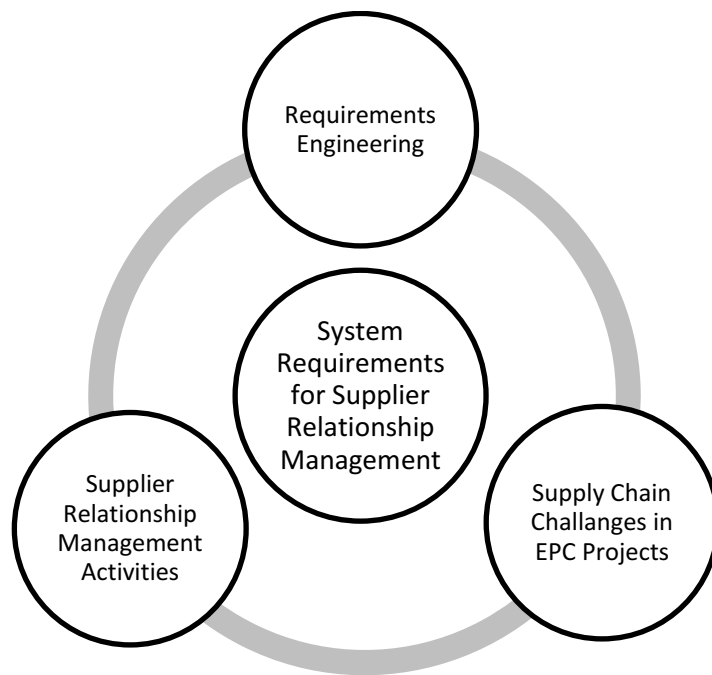 Requirements
Engineering
System
Requirements
for Supplier
Relationship
Management
Supplier
Relationship
Management
Activities
Supply Chain
Challanges in
EPC Projects